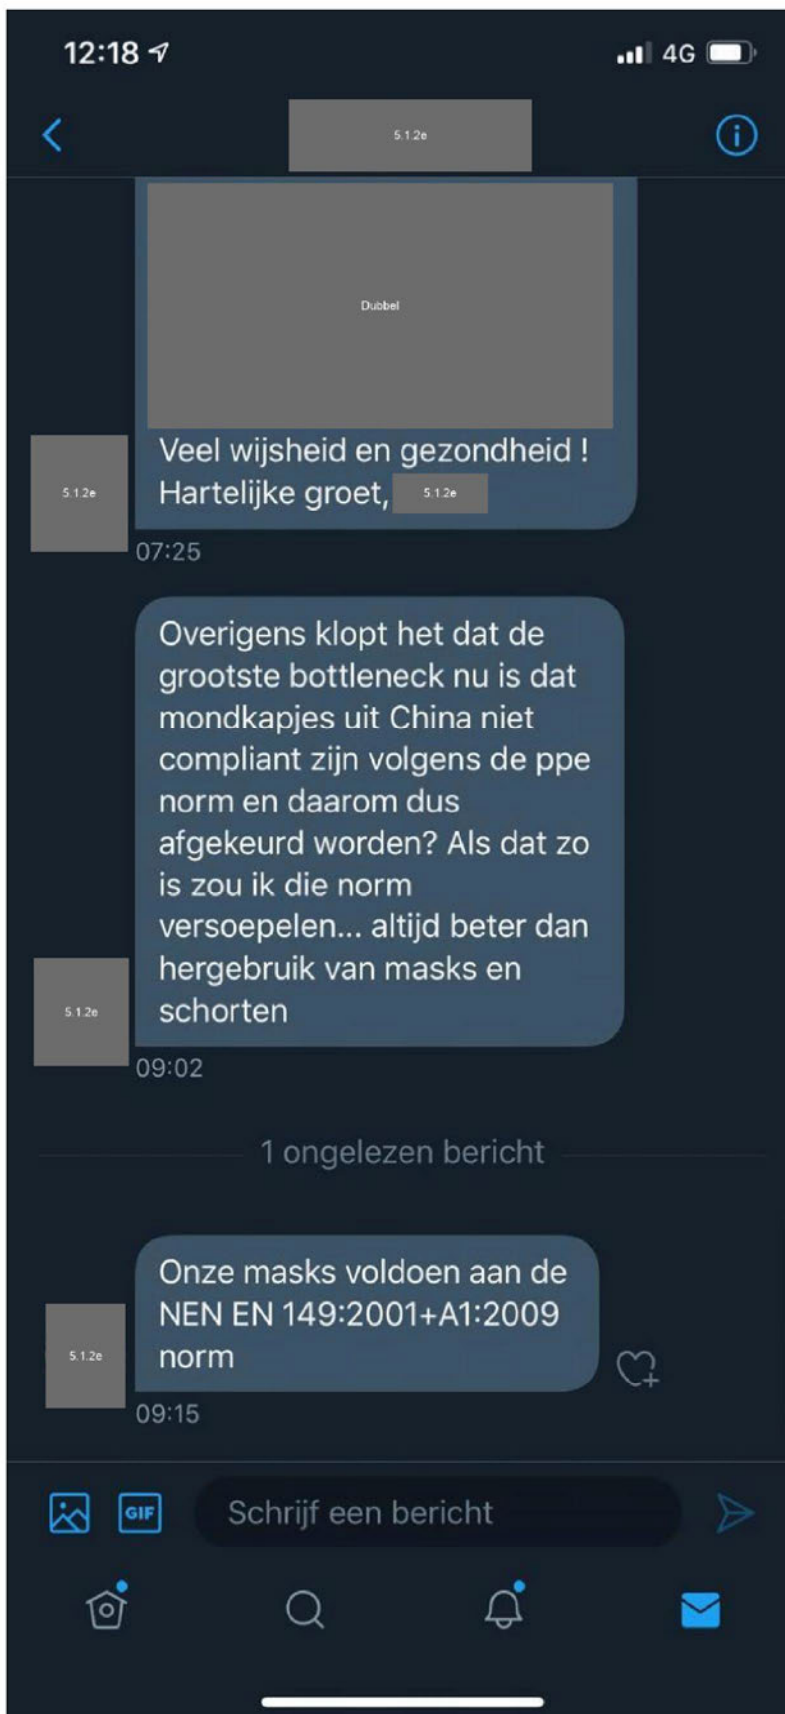 12:18
4G
5.1.2e
Dubbel
Veel wijsheid en gezondheid !
Hartelijke groet, 5.1.2e
5.1.2e
07:25
Overigens klopt het dat de
grootste bottleneck nu is dat
mondkapjes uit China niet
compliant zijn volgens de ppe
norm en daarom dus
afgekeurd worden? Als dat zo
is zou ik die norm
versoepelen... altijd beter dan
hergebruik van masks en
schorten
5.1.2e
09:02
1 ongelezen bericht
Onze masks voldoen aan de
NEN EN 149:2001+A1:2009
norm
5.1.2e
09:15
GIF
Schrijf een bericht